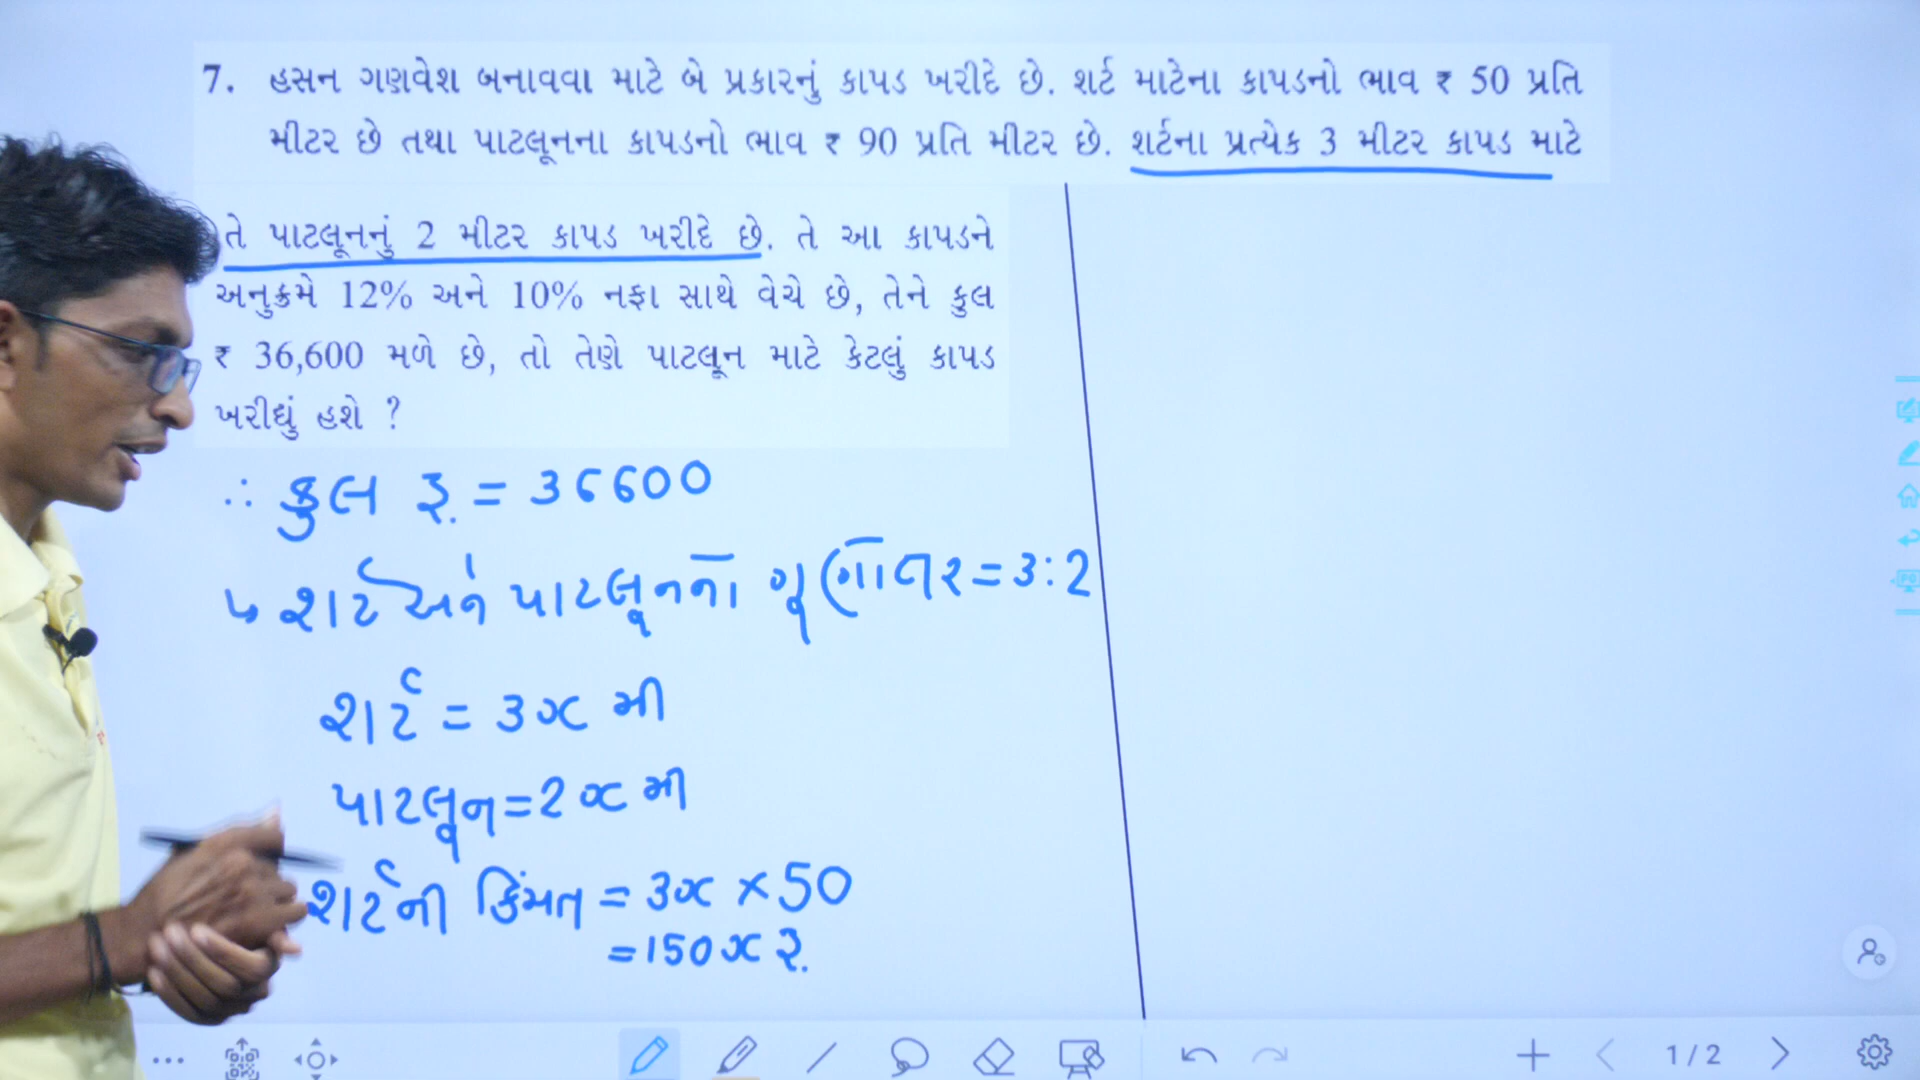 7. હસન ગણવેશ બનાવવા માટે બે પ્રકારનું કાપડ ખરીદે છે. શર્ટ માટેના કાપડનો ભાવ ₹ 50 પ્રતિ
મીટર છે તથા પાટલૂનના કાપડનો ભાવ ₹ 90 પ્રતિ મીટર છે. શર્ટના પ્રત્યેક 3 મીટર કાપડ માટે
તે પાટલૂનનું 2 મીટર કાપડ ખરીદે છે. તે આ કાપડને
અનુક્રમે 12% અને 10% નફા સાથે વેચે છે, તેને કુલ
₹ 36,600 મળે છે, તો તેણે પાટલૂન માટે કેટલું કાપડ
ખરીદ્યું હશે ?
∴ કુલ રૂ. = 36600
↳ શર્ટ અને પાટલૂનનો ગુણોત્તર = 3:2
શર્ટ = 3x મી
પાટલૂન = 2x મી
શર્ટની કિંમત = 3x × 50
= 150x રૂ.
1 / 2